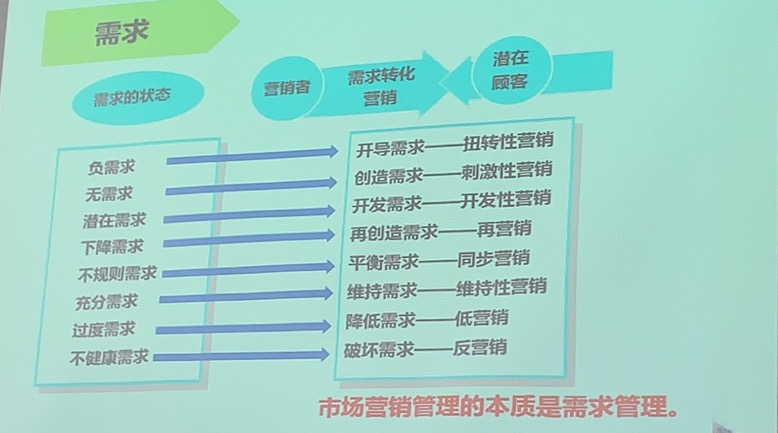 需求
需求的状态
营销者
需求转化
营销
潜在
顾客
负需求
开导需求——扭转性营销
无需求
创造需求——刺激性营销
潜在需求
开发需求——开发性营销
下降需求
再创造需求——再营销
不规则需求
平衡需求——同步营销
充分需求
维持需求——维持性营销
过度需求
降低需求——低营销
不健康需求
破坏需求——反营销
市场营销管理的本质是需求管理。